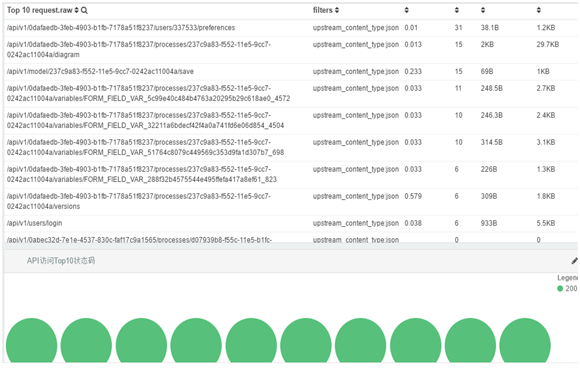 Top 10 request.raw filters
/api/v1/0dafaedb-3feb-4903-b1fb-7178a51f8237/users/337533/preferences upstream_content_type:json 0.01 31 38.1B 1.2KB
/api/v1/0dafaedb-3feb-4903-b1fb-7178a51f8237/processes/237c9a83-f552-11e5-9cc7- upstream_content_type:json 0.013 15 2KB 29.7KB
0242ac11004a/diagram
/api/v1/model/237c9a83-f552-11e5-9cc7-0242ac11004a/save upstream_content_type:json 0.233 15 69B 1KB
/api/v1/0dafaedb-3feb-4903-b1fb-7178a51f8237/processes/237c9a83-f552-11e5-9cc7- upstream_content_type:json 0.033 11 248.5B 2.7KB
0242ac11004a/variables/FORM_FIELD_VAR_5c99e40c484b4763a20295b29c618ae0_4572
/api/v1/0dafaedb-3feb-4903-b1fb-7178a51f8237/processes/237c9a83-f552-11e5-9cc7- upstream_content_type:json 0.033 10 246.3B 2.4KB
0242ac11004a/variables/FORM_FIELD_VAR_32211a6bdecf42f4a0a741fd6e06d854_4504
/api/v1/0dafaedb-3feb-4903-b1fb-7178a51f8237/processes/237c9a83-f552-11e5-9cc7- upstream_content_type:json 0.033 10 314.5B 3.1KB
0242ac11004a/variables/FORM_FIELD_VAR_51764c8079c449569c353d9fa1d307b7_698
/api/v1/0dafaedb-3feb-4903-b1fb-7178a51f8237/processes/237c9a83-f552-11e5-9cc7- upstream_content_type:json 0.033 6 226B 1.3KB
0242ac11004a/variables/FORM_FIELD_VAR_288f32b4575544e495ffefa417a8ef61_823
/api/v1/0dafaedb-3feb-4903-b1fb-7178a51f8237/processes/237c9a83-f552-11e5-9cc7- upstream_content_type:json 0.579 6 309B 1.8KB
0242ac11004a/versions
/api/v1/users/login upstream_content_type:json 0.038 6 933B 5.5KB
/api/v1/0abec32d-7e1e-4537-830c-faf17c9a1565/processes/d07939b8-f55c-11e5-b1fc- upstream_content_type:json 0 0
API访问Top10状态码
Legend
200